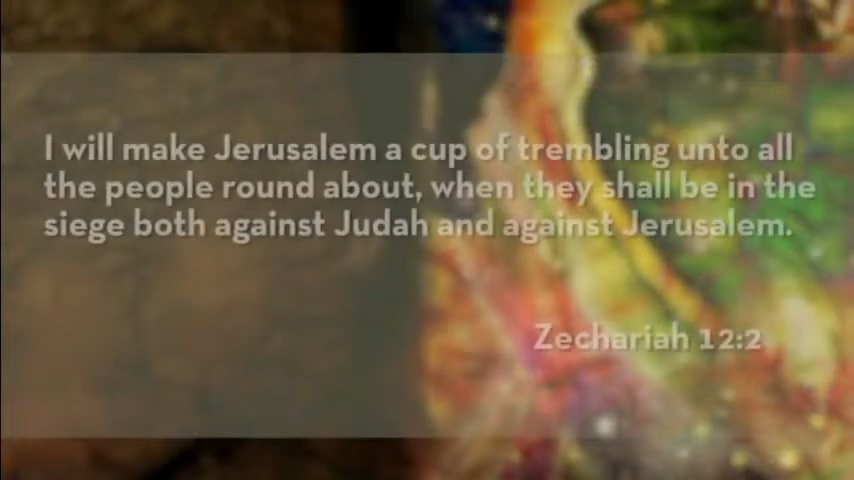 I will make Jerusalem a cup of trembling unto all
the people round about, when they shall be in the
siege both against Judah and against Jerusalem.
Zechariah 12:2